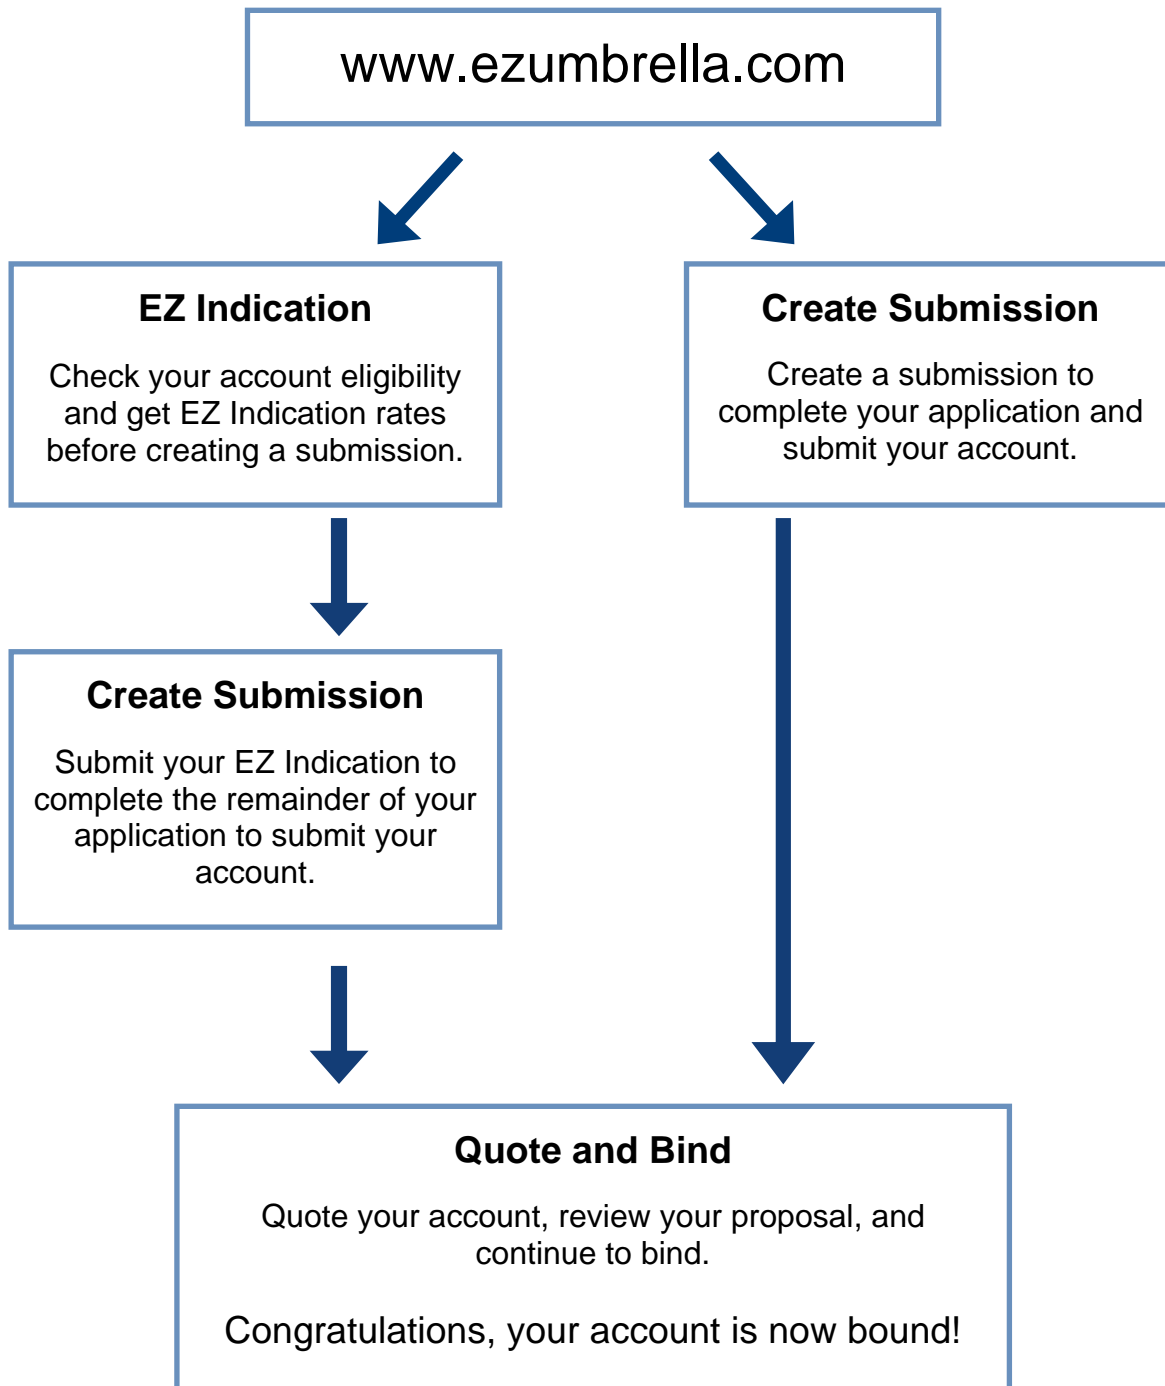 www.ezumbrella.com
EZ Indication
Check your account eligibility
and get EZ Indication rates
before creating a submission.
Create Submission
Create a submission to
complete your application and
submit your account.
Create Submission
Submit your EZ Indication to
complete the remainder of your
application to submit your
account.
Quote and Bind
Quote your account, review your proposal, and
continue to bind.
Congratulations, your account is now bound!